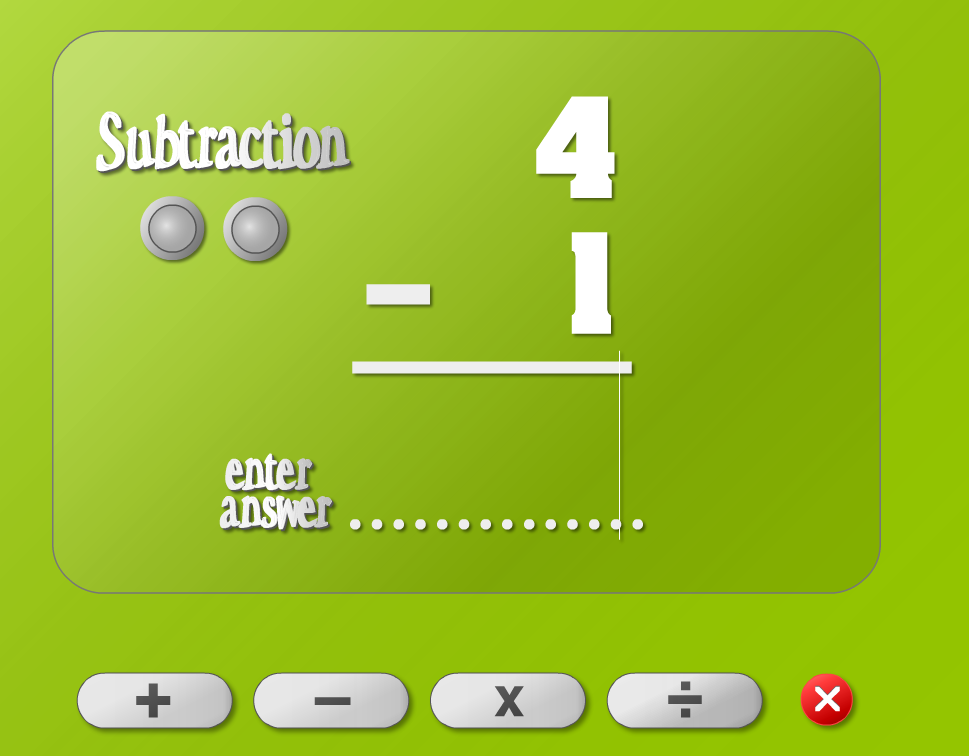 Subtraction
4
- 1
enter
answer
+ - x ÷ X